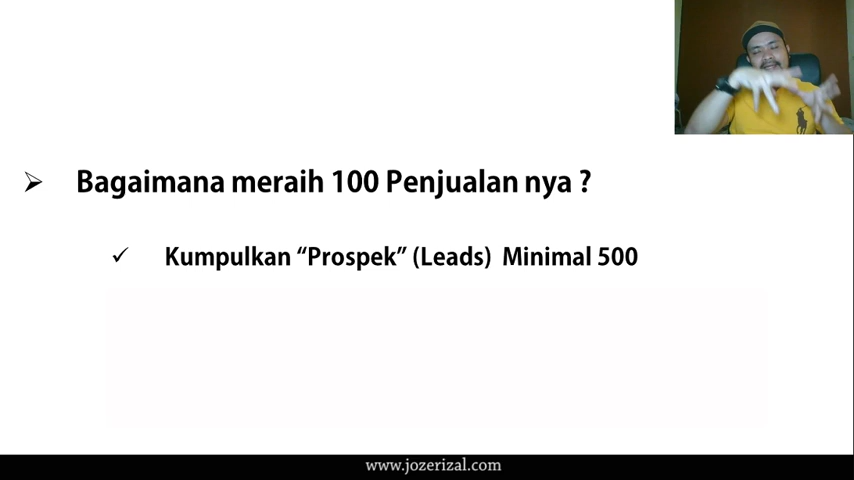 Bagaimana meraih 100 Penjualan nya ?
Kumpulkan “Prospek” (Leads) Minimal 500
www.jozerizal.com